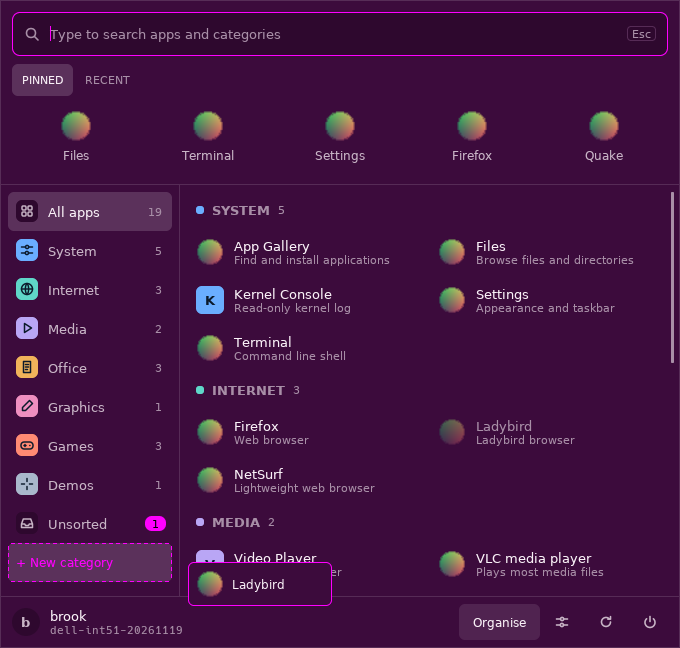 Type to search apps and categories
Esc
PINNED
RECENT
Files
Terminal
Settings
Firefox
Quake
All apps 19
System 5
Internet 3
Media 2
Office 3
Graphics 1
Games 3
Demos 1
Unsorted 1
+ New category
SYSTEM 5
App Gallery
Find and install applications
Files
Browse files and directories
K
Kernel Console
Read-only kernel log
Settings
Appearance and taskbar
Terminal
Command line shell
INTERNET 3
Firefox
Web browser
Ladybird
Ladybird browser
NetSurf
Lightweight web browser
MEDIA 2
Video Player
VLC media player
Plays most media files
Ladybird
b
brook
dell-int51-20261119
Organise